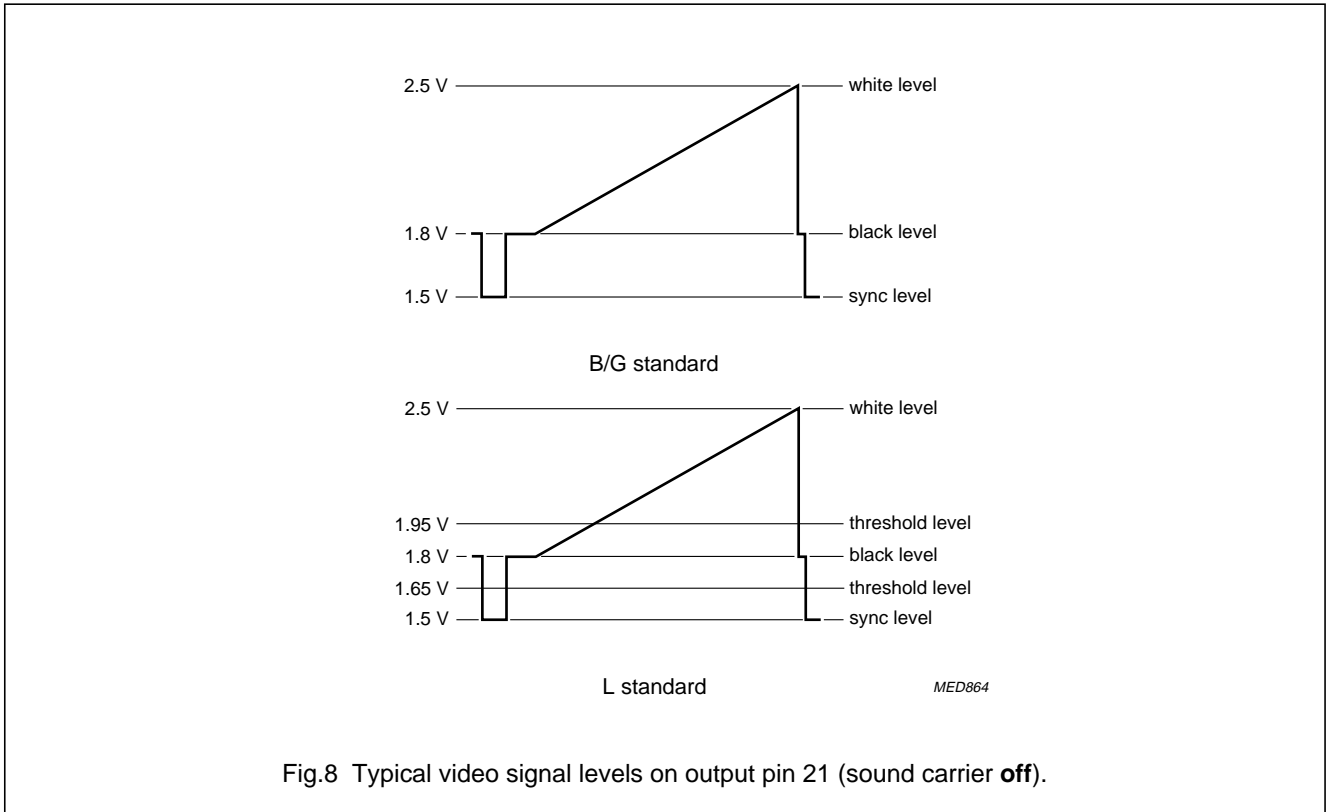 2.5 V white level
1.8 V black level
1.5 V sync level
B/G standard
2.5 V white level
1.95 V threshold level
1.8 V black level
1.65 V threshold level
1.5 V sync level
L standard
MED864
Fig.8 Typical video signal levels on output pin 21 (sound carrier off).